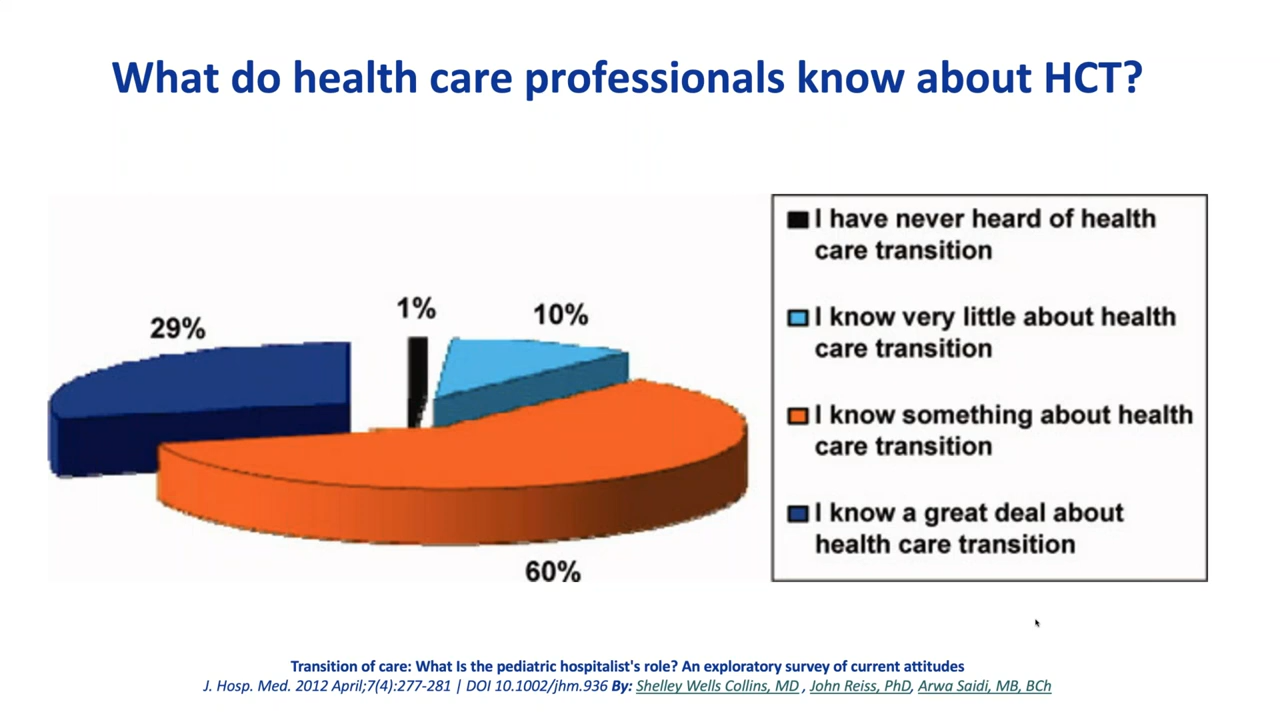 What do health care professionals know about HCT?
29%
1%
10%
60%
I have never heard of health
care transition
I know very little about health
care transition
I know something about health
care transition
I know a great deal about
health care transition
Transition of care: What Is the pediatric hospitalist's role? An exploratory survey of current attitudes
J. Hosp. Med. 2012 April;7(4):277-281 | DOI 10.1002/jhm.936 By: Shelley Wells Collins, MD , John Reiss, PhD, Arwa Saidi, MB, BCh